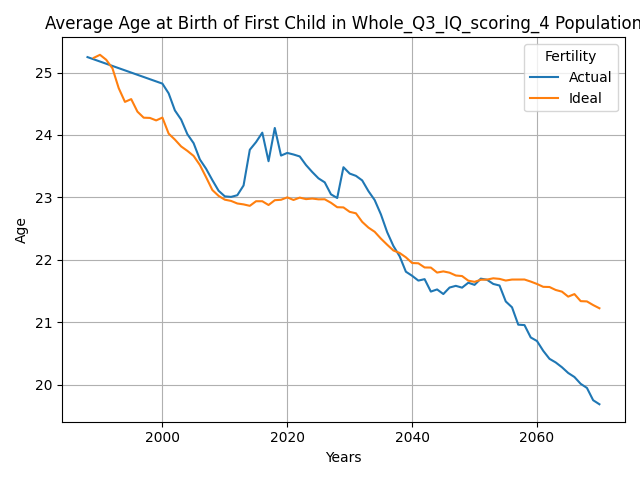 Average Age at Birth of First Child in Whole_Q3_IQ_scoring_4 Population
Fertility
Actual
Ideal
Age
25
24
23
22
21
20
2000
2020
2040
2060
Years